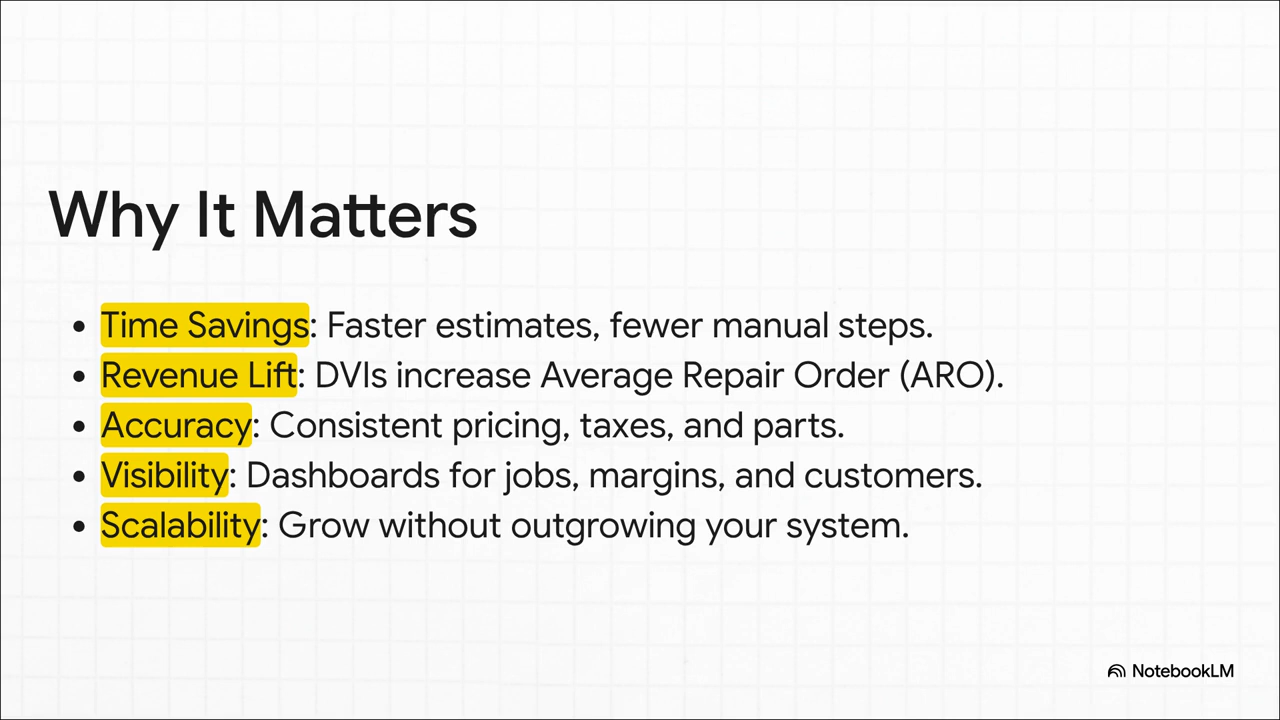 Why It Matters
• Time Savings: Faster estimates, fewer manual steps.
• Revenue Lift: DVIs increase Average Repair Order (ARO).
• Accuracy: Consistent pricing, taxes, and parts.
• Visibility: Dashboards for jobs, margins, and customers.
• Scalability: Grow without outgrowing your system.
NotebookLM